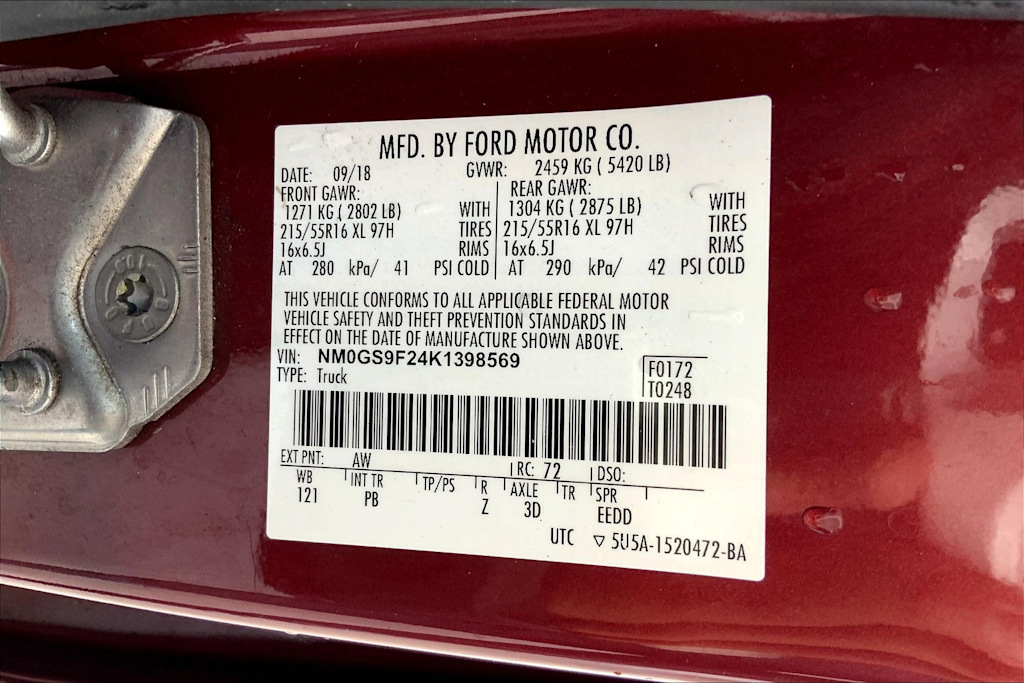 MFD. BY FORD MOTOR CO.
DATE: 09/18 GVWR: 2459 KG ( 5420 LB)
FRONT GAWR: REAR GAWR:
1271 KG ( 2802 LB) WITH 1304 KG ( 2875 LB) WITH
215/55R16 XL 97H TIRES 215/55R16 XL 97H TIRES
16x6.5J RIMS 16x6.5J RIMS
AT 280 kPa/ 41 PSI COLD AT 290 kPa/ 42 PSI COLD
THIS VEHICLE CONFORMS TO ALL APPLICABLE FEDERAL MOTOR
VEHICLE SAFETY AND THEFT PREVENTION STANDARDS IN
EFFECT ON THE DATE OF MANUFACTURE SHOWN ABOVE.
VIN: NM0GS9F24K1398569 F0172
TYPE: Truck T0248
EXT PNT: AW RC: 72 DSO:
WB INT TR TP/PS R AXLE TR SPR
121 PB Z 3D EEDD
UTC ▽ 5U5A-1520472-BA